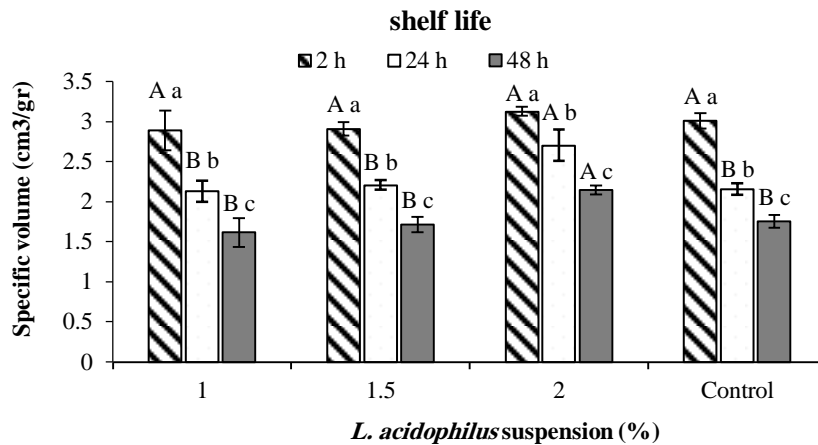 shelf life
2 h 24 h 48 h
Specific volume (cm3/gr)
3.5
3
2.5
2
1.5
1
0.5
0
A a
B b
B c
A a
B b
B c
A a
A b
A c
A a
B b
B c
1 1.5 2 Control
L. acidophilus suspension (%)